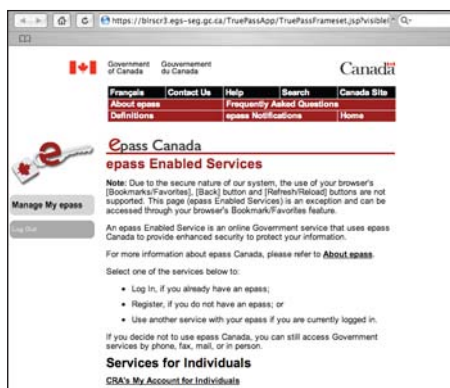 https://blrscr3.egs-seg.gc.ca/TruePassApp/TruePassFrameset.jsp?visible
Q-
Government of Canada
Gouvernement du Canada
Canada
Français Contact Us Help Search Canada Site
About epass Frequently Asked Questions
Definitions epass Notifications Home
epass Canada
epass Enabled Services
Note: Due to the secure nature of our system, the use of your browser's
[Bookmarks/Favorites], [Back] button and [Refresh/Reload] buttons are not
supported. This page (epass Enabled Services) is an exception and can be
accessed through your browser's Bookmark/Favorites feature.
Manage My epass
Log Out
An epass Enabled Service is an online Government service that uses epass
Canada to provide enhanced security to protect your information.
For more information about epass Canada, please refer to About epass.
Select one of the services below to:
• Log In, if you already have an epass;
• Register, if you do not have an epass; or
• Use another service with your epass if you are currently logged in.
If you decide not to use epass Canada, you can still access Government
services by phone, fax, mail, or in person.
Services for Individuals
CRA's My Account for Individuals